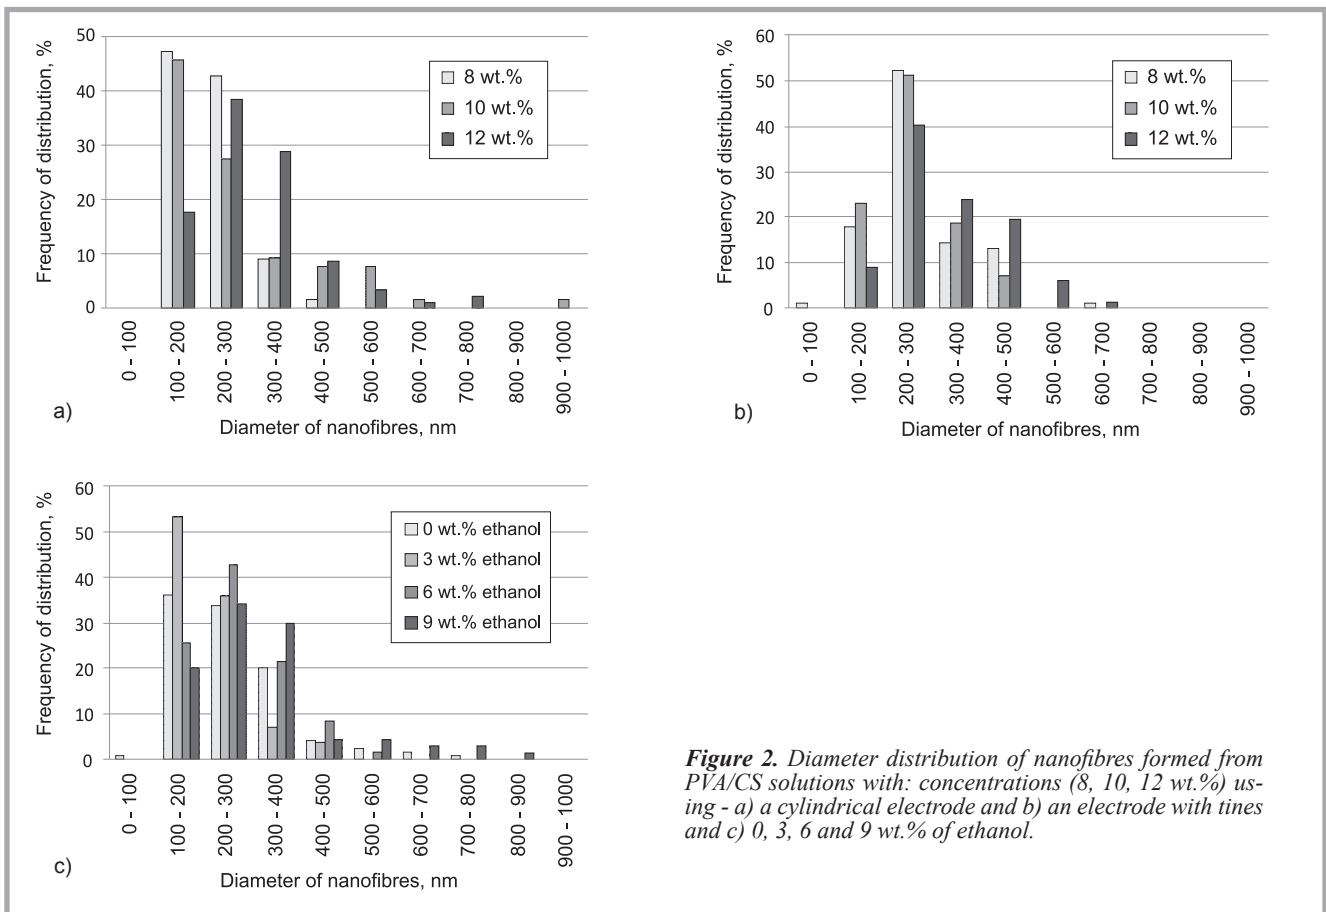 Frequency of distribution, %
50
40
30
20
10
0
8 wt.%
10 wt.%
12 wt.%
0 - 100
100 - 200
200 - 300
300 - 400
400 - 500
500 - 600
600 - 700
700 - 800
800 - 900
900 - 1000
a)
Diameter of nanofibres, nm
Frequency of distribution, %
60
50
40
30
20
10
0
8 wt.%
10 wt.%
12 wt.%
0 - 100
100 - 200
200 - 300
300 - 400
400 - 500
500 - 600
600 - 700
700 - 800
800 - 900
900 - 1000
b)
Diameter of nanofibres, nm
Frequency of distribution, %
60
50
40
30
20
10
0
0 wt.% ethanol
3 wt.% ethanol
6 wt.% ethanol
9 wt.% ethanol
0 - 100
100 - 200
200 - 300
300 - 400
400 - 500
500 - 600
600 - 700
700 - 800
800 - 900
900 - 1000
c)
Diameter of nanofibres, nm
Figure 2. Diameter distribution of nanofibres formed from
PVA/CS solutions with: concentrations (8, 10, 12 wt.%) us-
ing - a) a cylindrical electrode and b) an electrode with tines
and c) 0, 3, 6 and 9 wt.% of ethanol.